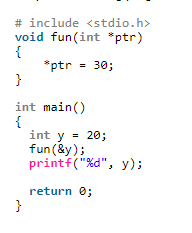 # include <stdio.h>
void fun(int *ptr)
{
    *ptr = 30;
}
int main()
{
  int y = 20;
  fun(&y);
  printf("%d", y);
  return 0;
}